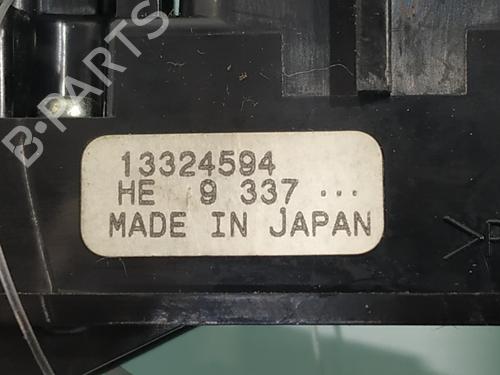 B-PARTS
13324594
HE 9 337 ...
MADE IN JAPAN